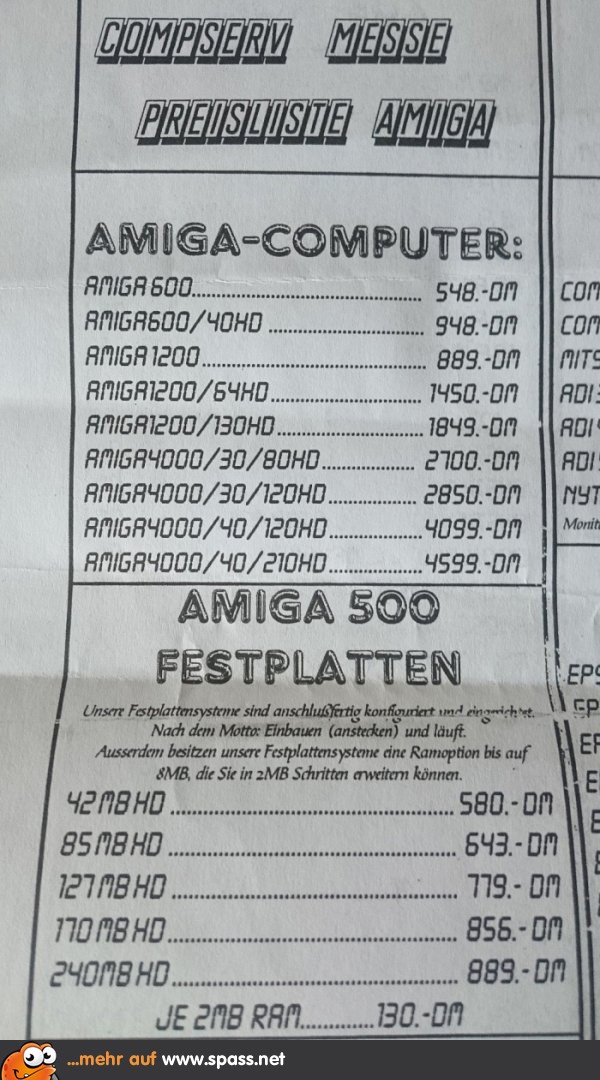 COMPSERV MESSE
PREISLISTE AMIGA
AMIGA-COMPUTER:
AMIGA600........................................ 548.-DM
AMIGA600/40HD ........................... 948.-DM
AMIGA1200....................................... 889.-DM
AMIGA1200/64HD.......................... 1450.-DM
AMIGA1200/130HD......................... 1849.-DM
AMIGA4000/30/80HD................ 2700.-DM
AMIGA4000/30/120HD............... 2850.-DM
AMIGA4000/40/120HD................4099.-DM
AMIGA4000/40/210HD................4599.-DM
AMIGA 500
FESTPLATTEN
Unsere Festplattensysteme sind anschlußfertig konfiguriert und eingerichtet.
Nach dem Motto: Einbauen (anstecken) und läuft.
Ausserdem besitzen unsere Festplattensysteme eine Ramoption bis auf
8MB, die Sie in 2MB Schritten erweitern können.
42MB HD ................................................ 580.-DM
85MB HD ................................................ 643.-DM
127MB HD ............................................... 779.-DM
170MB HD................................................ 856.-DM
240MB HD................................................ 889.-DM
JE 2MB RAM.............130.-DM
COM
COM
MITS
ADI
ADI
ADI
NYT
Monit
EPS
EP
...mehr auf www.spass.net